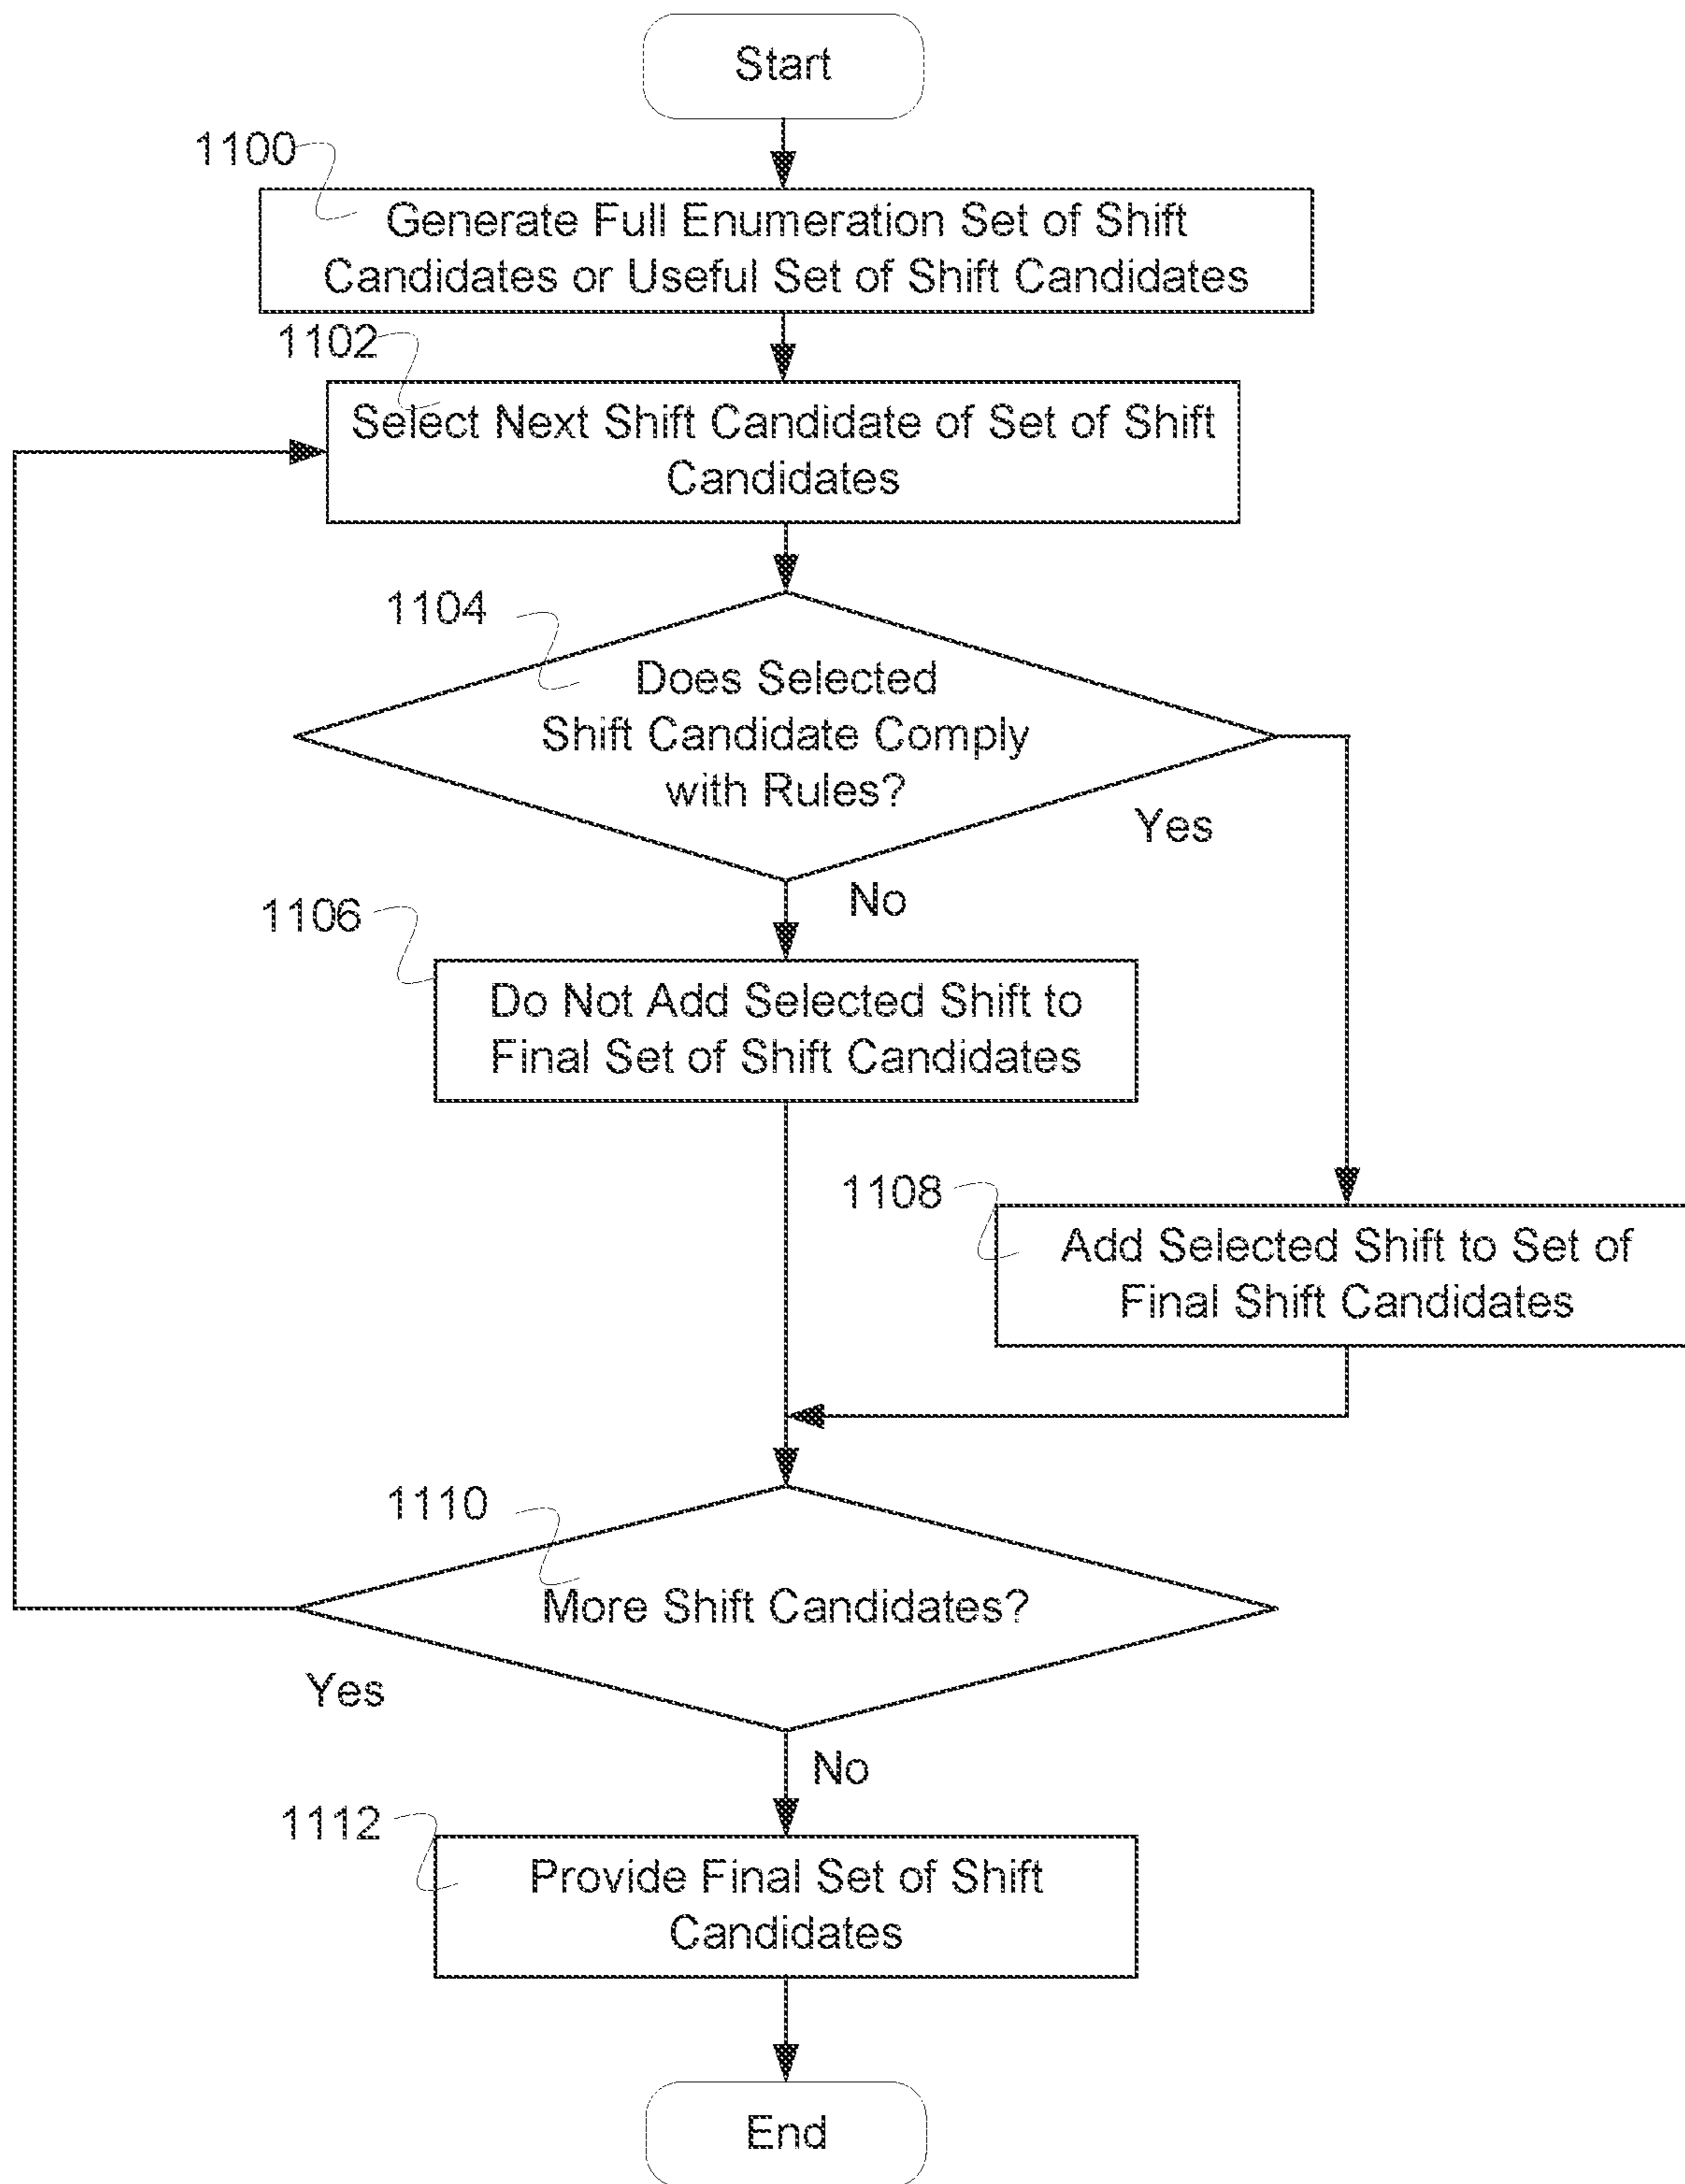 Start
1100
Generate Full Enumeration Set of Shift
Candidates or Useful Set of Shift Candidates
1102
Select Next Shift Candidate of Set of Shift
Candidates
1104
Does Selected
Shift Candidate Comply
with Rules?
Yes
No
1106
Do Not Add Selected Shift to
Final Set of Shift Candidates
1108
Add Selected Shift to Set of
Final Shift Candidates
1110
More Shift Candidates?
Yes
No
1112
Provide Final Set of Shift
Candidates
End